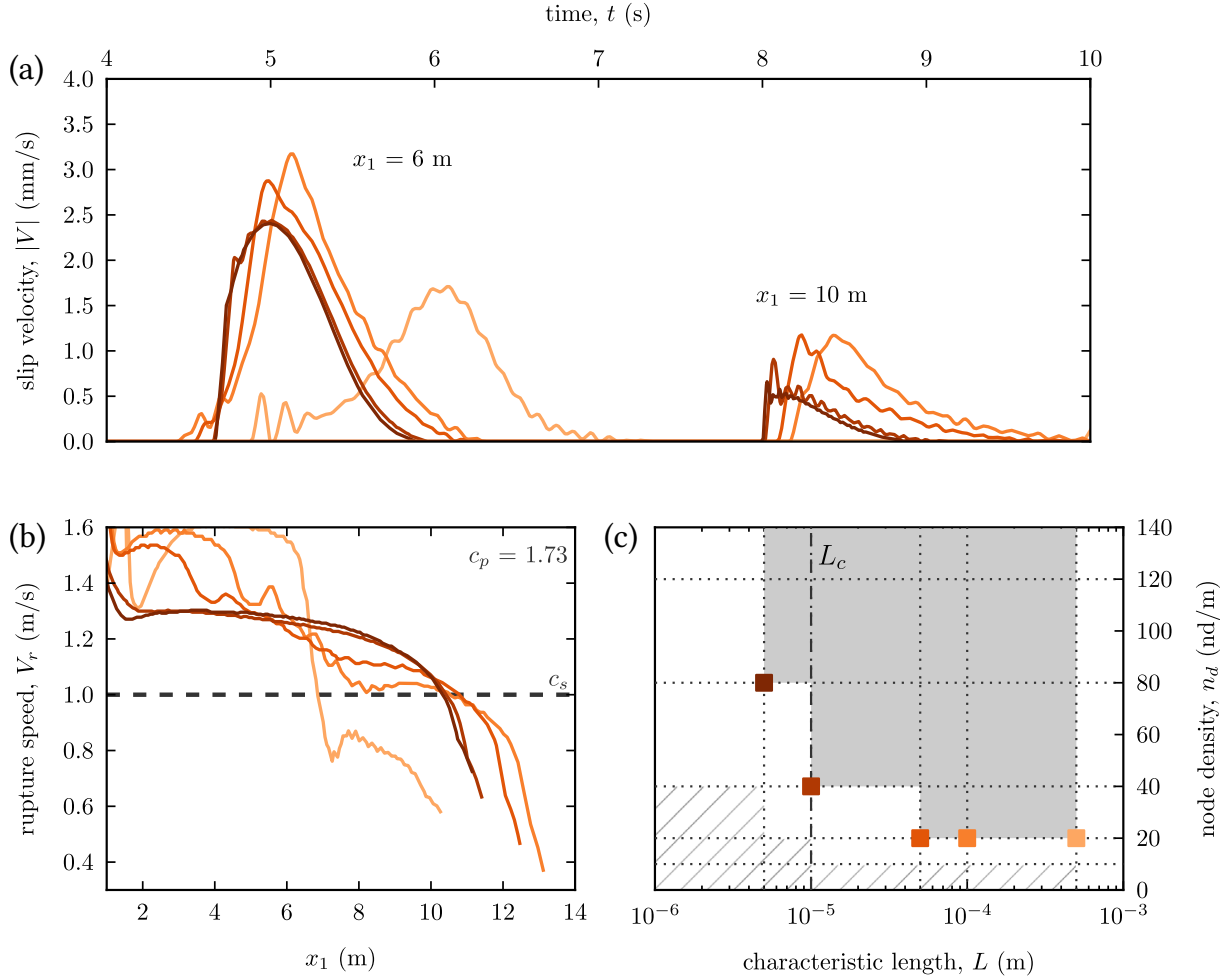 time, t (s)
4 5 6 7 8 9 10
(a)
4.0
3.5
3.0
2.5
2.0
1.5
1.0
0.5
0.0
slip velocity, |V| (mm/s)
x₁ = 6 m
x₁ = 10 m
(b)
1.6
1.4
1.2
1.0
0.8
0.6
0.4
rupture speed, Vᵣ (m/s)
cₚ = 1.73
cₛ
2 4 6 8 10 12 14
x₁ (m)
(c)
L_c
140
120
100
80
60
40
20
0
node density, n_d (nd/m)
10⁻⁶ 10⁻⁵ 10⁻⁴ 10⁻³
characteristic length, L (m)